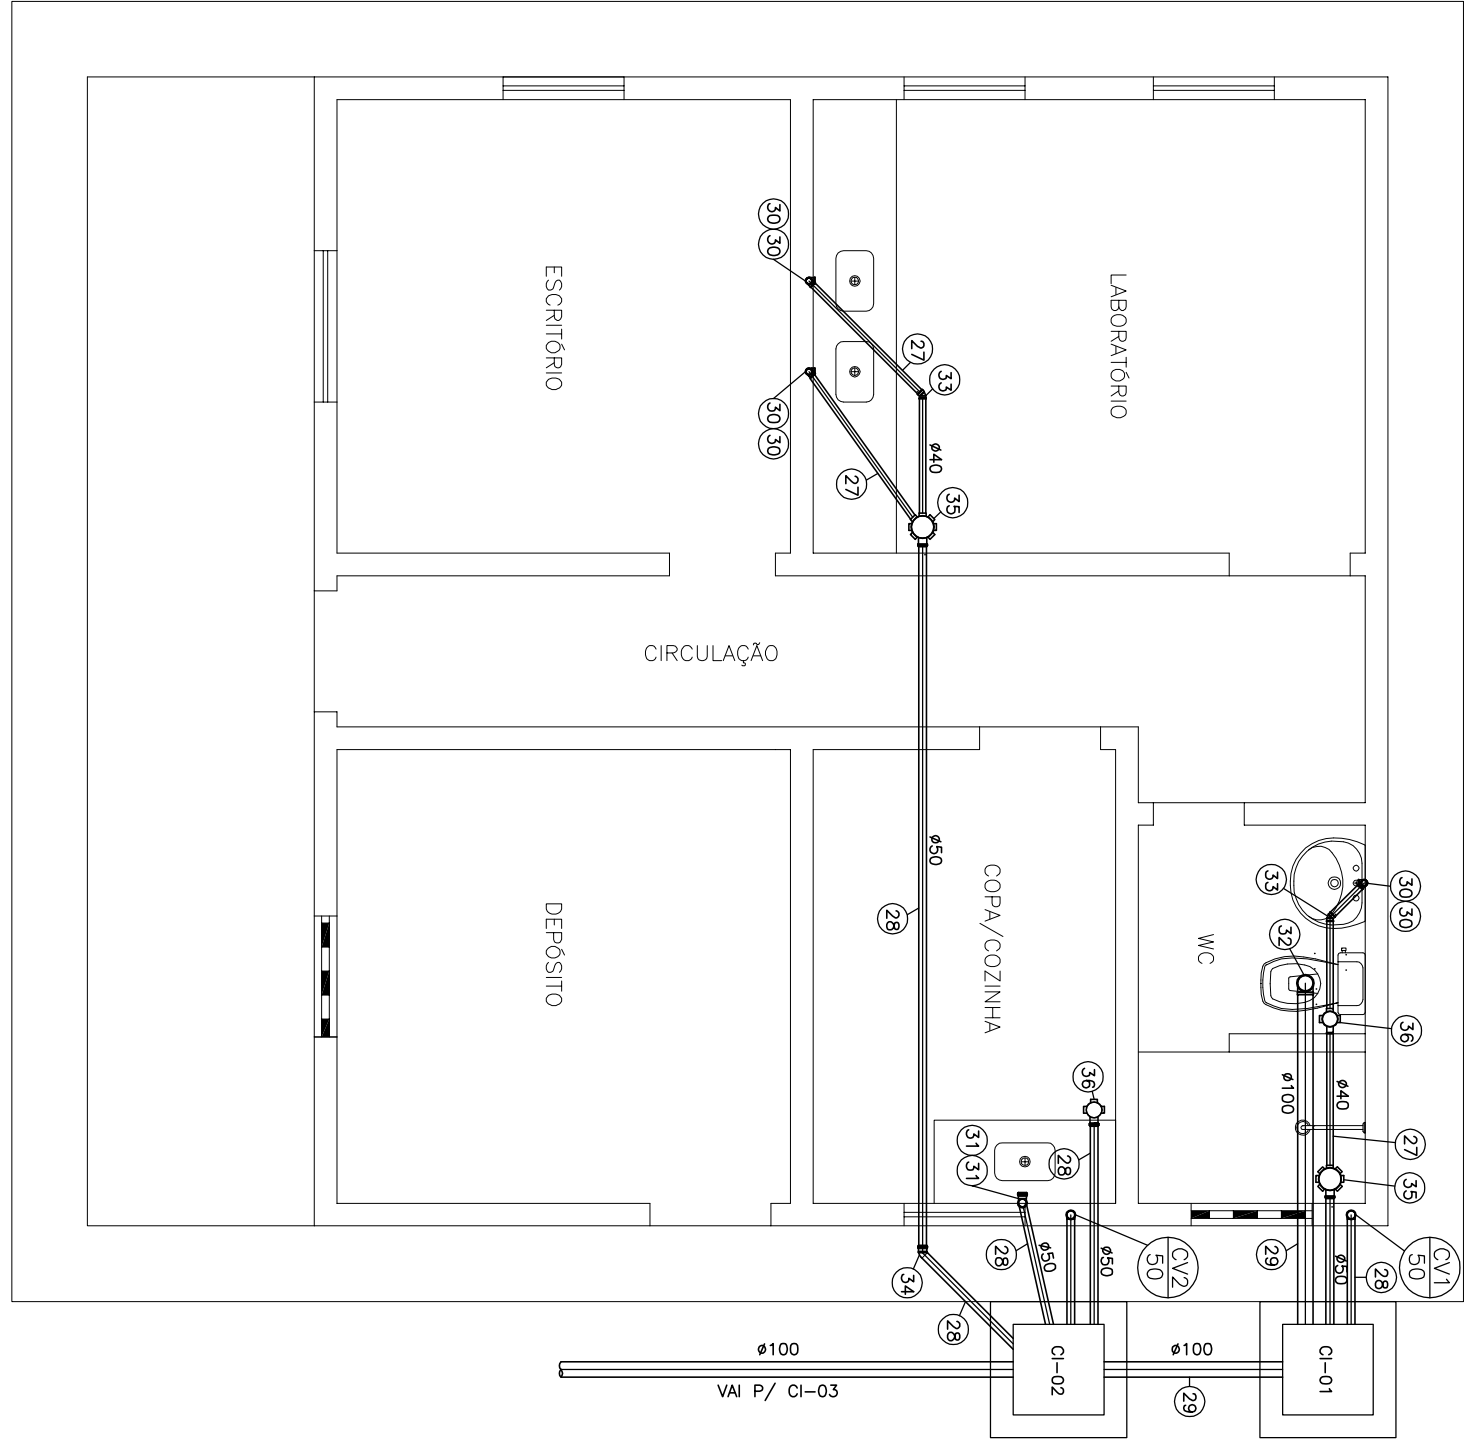 30 30
ESCRITÓRIO
LABORATÓRIO
27
33
30 30
ø40
27
35
CIRCULAÇÃO
ø50
28
COPA/COZINHA
DEPÓSITO
WC
33
30 30
32
36
ø100
ø40
27
36
31 31
28
35
28
ø50
ø50
CV2
50
29
ø50
28
CV1
50
34
28
ø100
VAI P/ CI-03
CI-02
ø100
29
CI-01